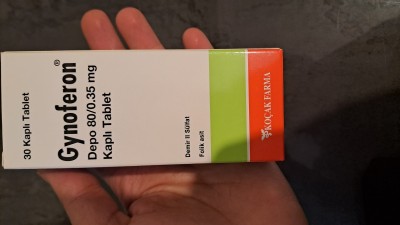 30 Kaplı Tablet
Gynoferon®
Depo 80/0.35 mg
Kaplı Tablet
Demir II Sülfat
Folik asit
KOÇAK FARMA